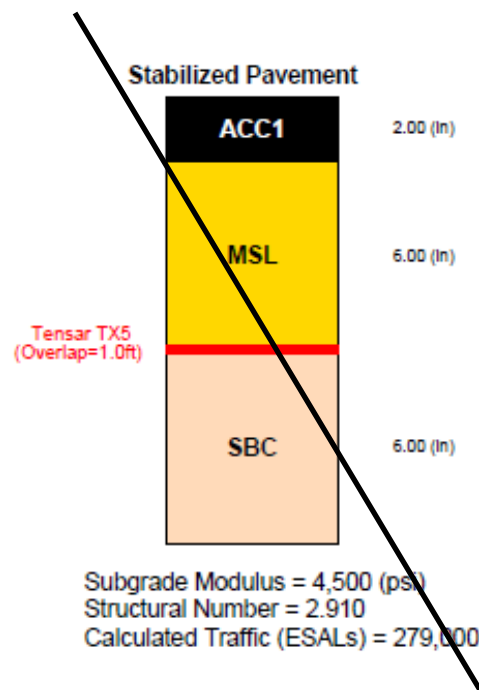 Stabilized Pavement
ACC1
2.00 (in)
MSL
6.00 (in)
Tensar TX5
(Overlap=1.0ft)
SBC
6.00 (in)
Subgrade Modulus = 4,500 (psi)
Structural Number = 2.910
Calculated Traffic (ESALs) = 279,000